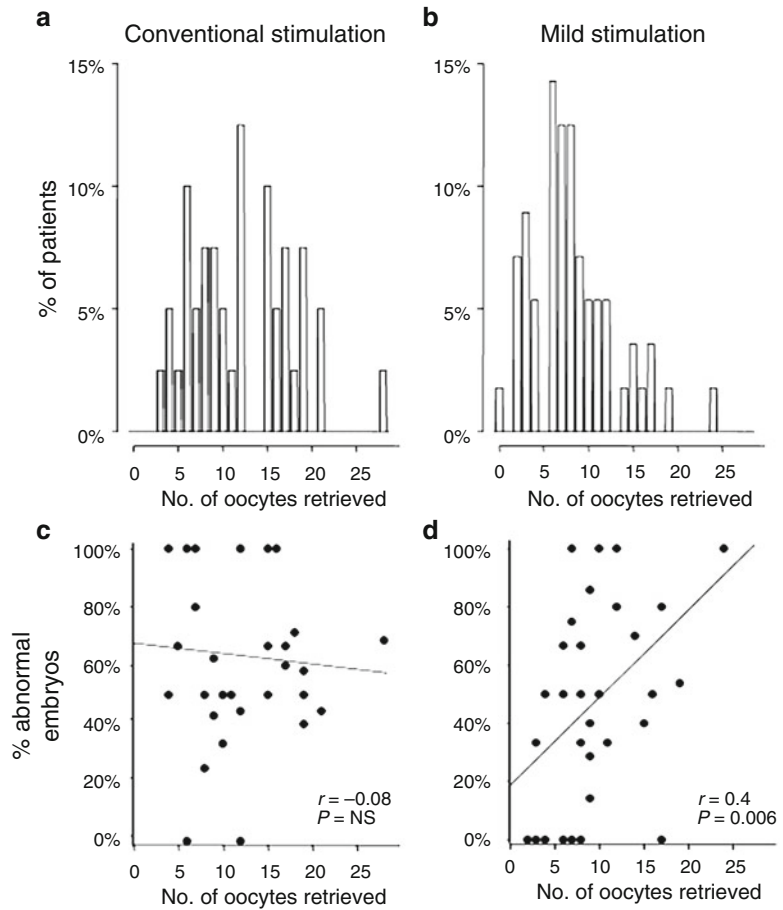 a
Conventional stimulation
15%
10%
5%
0%
% of patients
0 5 10 15 20 25
No. of oocytes retrieved
b
Mild stimulation
15%
10%
5%
0%
0 5 10 15 20 25
No. of oocytes retrieved
c
100%
80%
60%
40%
20%
0%
% abnormal
embryos
r = –0.08
P = NS
0 5 10 15 20 25
No. of oocytes retrieved
d
100%
80%
60%
40%
20%
0%
r = 0.4
P = 0.006
0 5 10 15 20 25
No. of oocytes retrieved